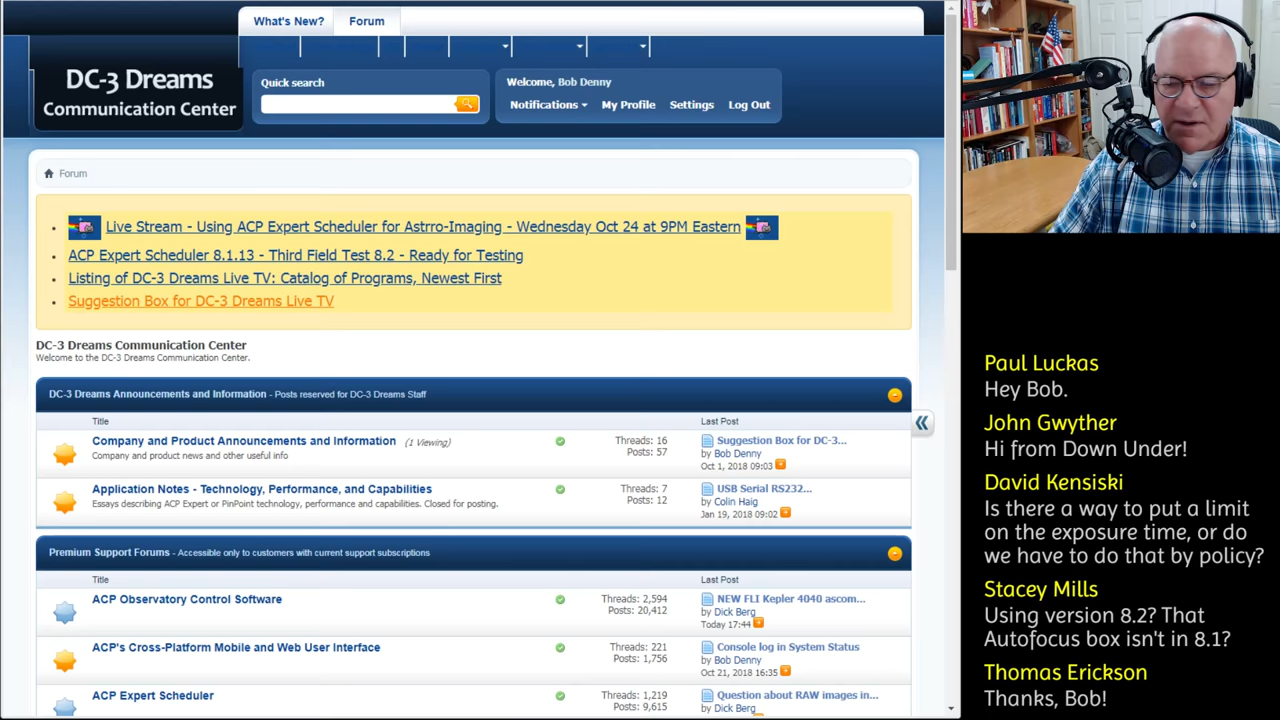 What's New?
Forum
DC-3 Dreams
Communication Center
Quick search
Welcome, Bob Denny
Notifications My Profile Settings Log Out
Forum
Live Stream - Using ACP Expert Scheduler for Astrro-Imaging - Wednesday Oct 24 at 9PM Eastern
ACP Expert Scheduler 8.1.13 - Third Field Test 8.2 - Ready for Testing
Listing of DC-3 Dreams Live TV: Catalog of Programs, Newest First
Suggestion Box for DC-3 Dreams Live TV
DC-3 Dreams Communication Center
Welcome to the DC-3 Dreams Communication Center.
DC-3 Dreams Announcements and Information - Posts reserved for DC-3 Dreams Staff
Title Last Post
Company and Product Announcements and Information (1 Viewing)
Company and product news and other useful info
Threads: 16
Posts: 57
Suggestion Box for DC-3...
by Bob Denny
Oct 1, 2018 09:03
Application Notes - Technology, Performance, and Capabilities
Essays describing ACP Expert or PinPoint technology, performance and capabilities. Closed for posting.
Threads: 7
Posts: 12
USB Serial RS232...
by Colin Haig
Jan 19, 2018 09:02
Premium Support Forums - Accessible only to customers with current support subscriptions
Title Last Post
ACP Observatory Control Software
Threads: 2,594
Posts: 20,412
NEW FLI Kepler 4040 ascom...
by Dick Berg
Today 17:44
ACP's Cross-Platform Mobile and Web User Interface
Threads: 221
Posts: 1,756
Console log in System Status
by Bob Denny
Oct 21, 2018 16:35
ACP Expert Scheduler
Threads: 1,219
Posts: 9,615
Question about RAW images in...
by Dick Berg
Paul Luckas
Hey Bob.
John Gwyther
Hi from Down Under!
David Kensiski
Is there a way to put a limit
on the exposure time, or do
we have to do that by policy?
Stacey Mills
Using version 8.2? That
Autofocus box isn't in 8.1?
Thomas Erickson
Thanks, Bob!